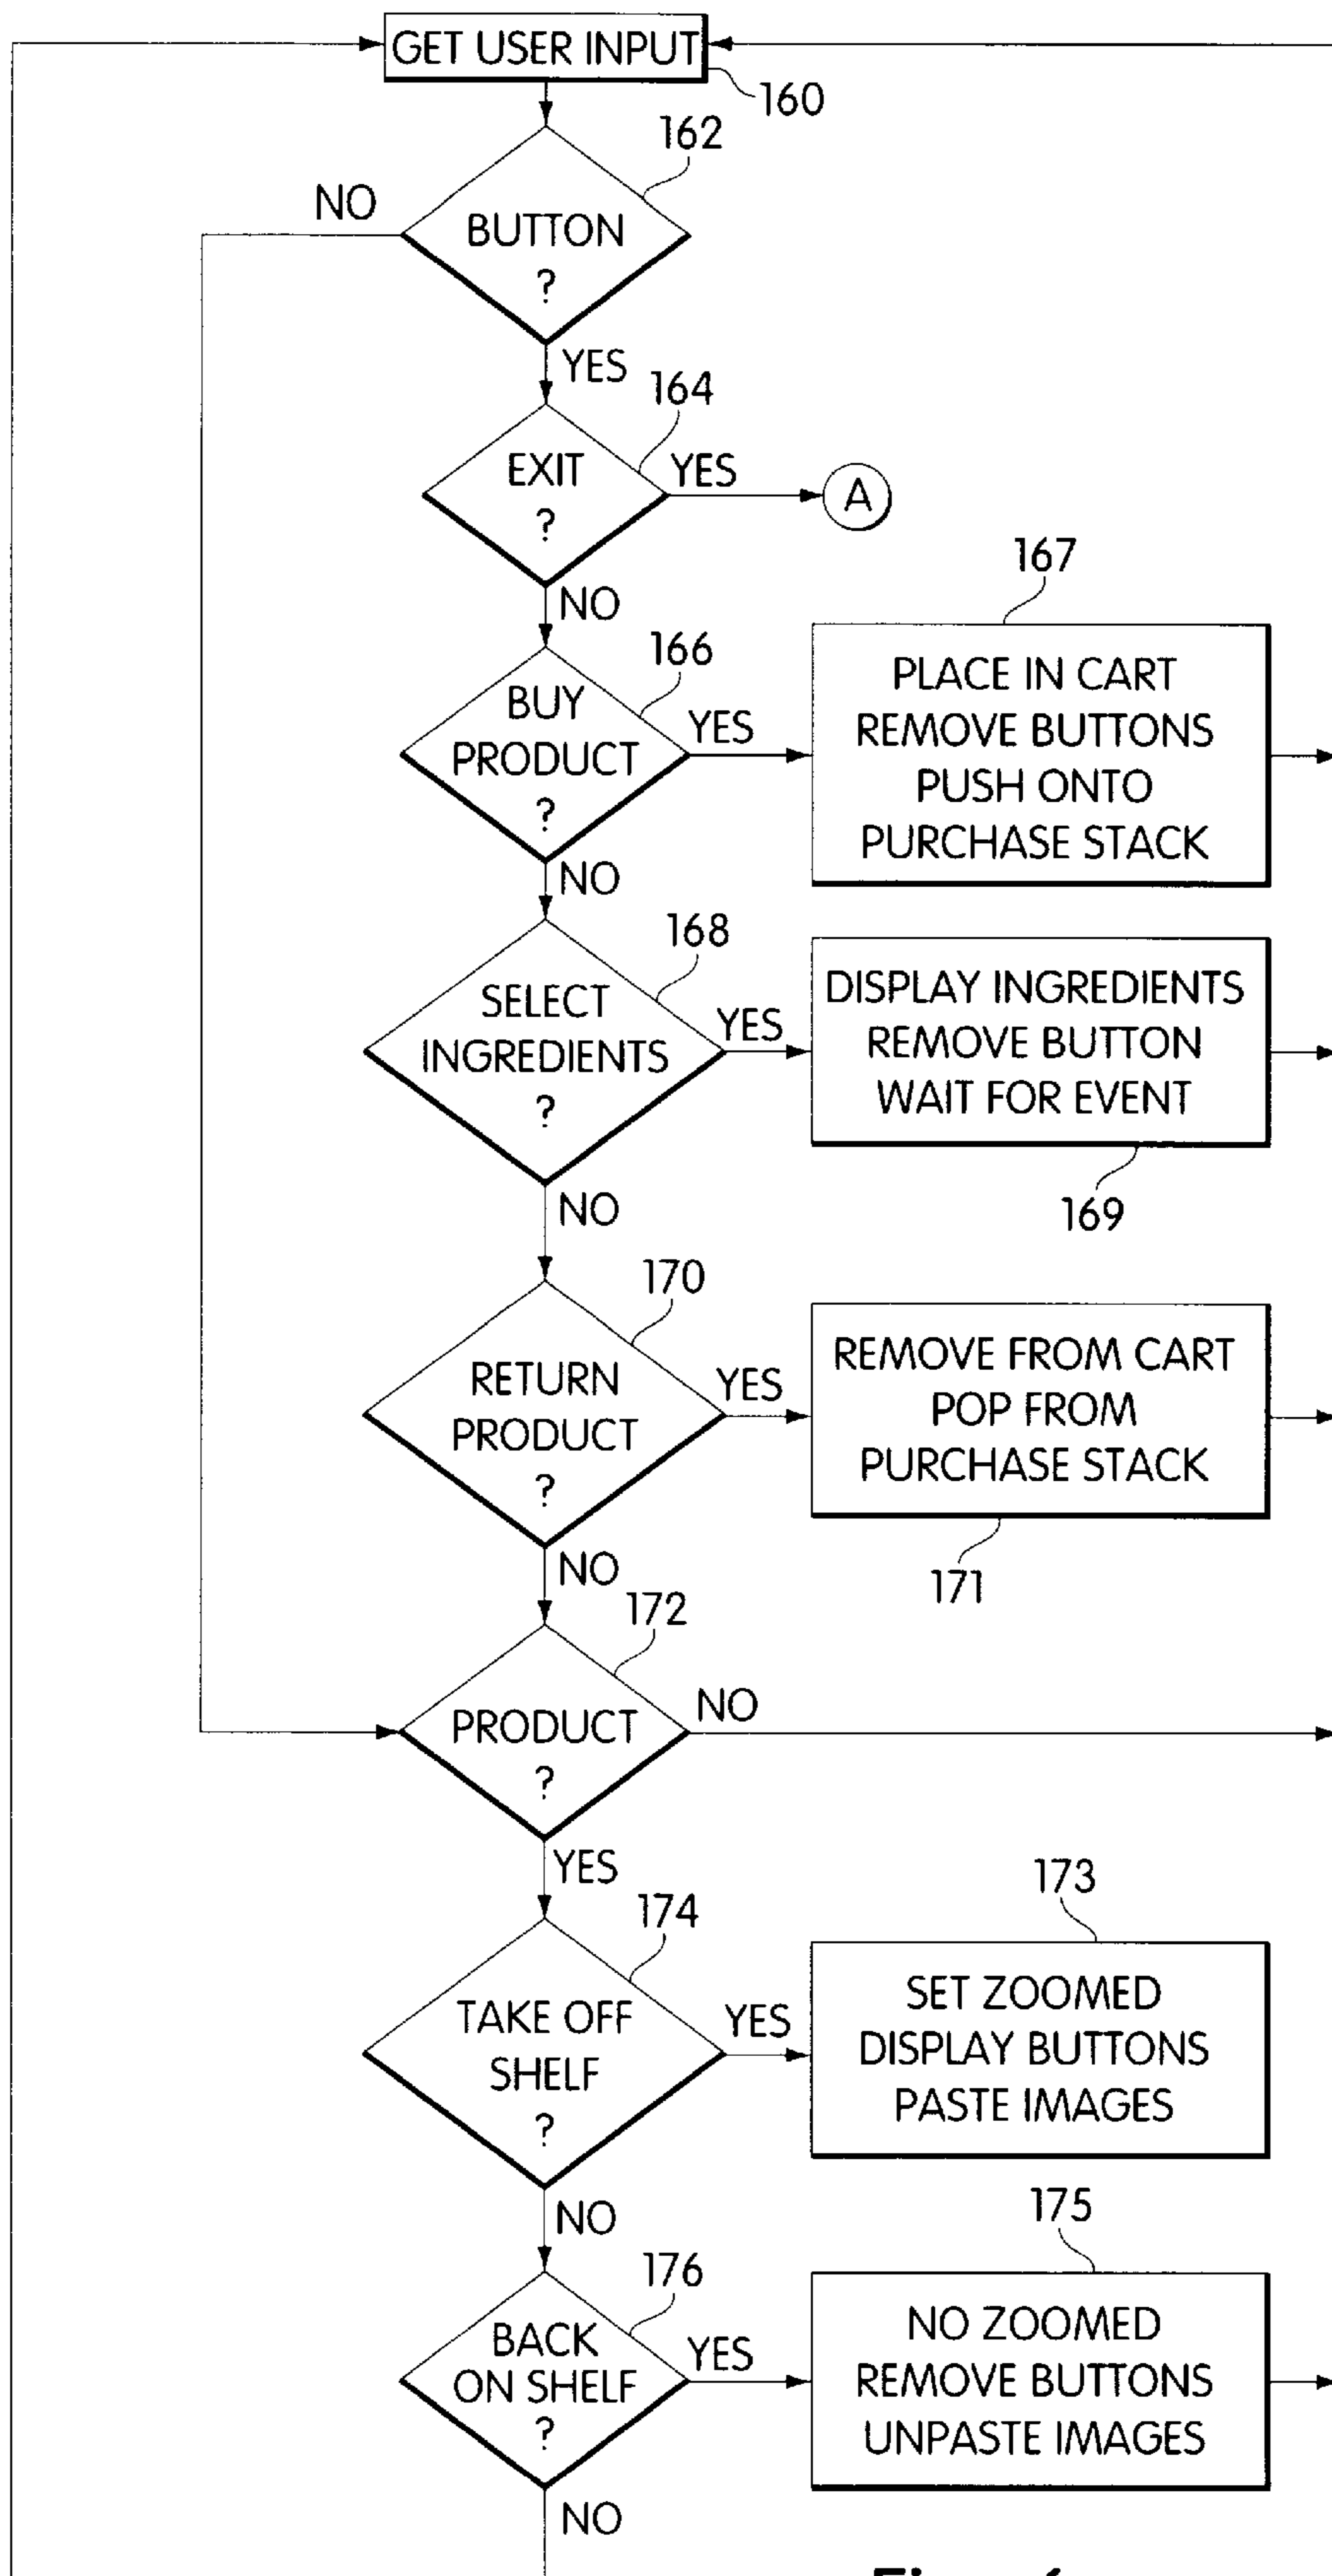 GET USER INPUT
160
162
NO
BUTTON
?
YES
164
EXIT
?
YES
A
NO
167
166
BUY
PRODUCT
?
YES
PLACE IN CART
REMOVE BUTTONS
PUSH ONTO
PURCHASE STACK
NO
168
SELECT
INGREDIENTS
?
YES
DISPLAY INGREDIENTS
REMOVE BUTTON
WAIT FOR EVENT
169
NO
170
RETURN
PRODUCT
?
YES
REMOVE FROM CART
POP FROM
PURCHASE STACK
171
NO
172
PRODUCT
?
NO
YES
173
174
TAKE OFF
SHELF
?
YES
SET ZOOMED
DISPLAY BUTTONS
PASTE IMAGES
NO
175
176
BACK
ON SHELF
?
YES
NO ZOOMED
REMOVE BUTTONS
UNPASTE IMAGES
NO